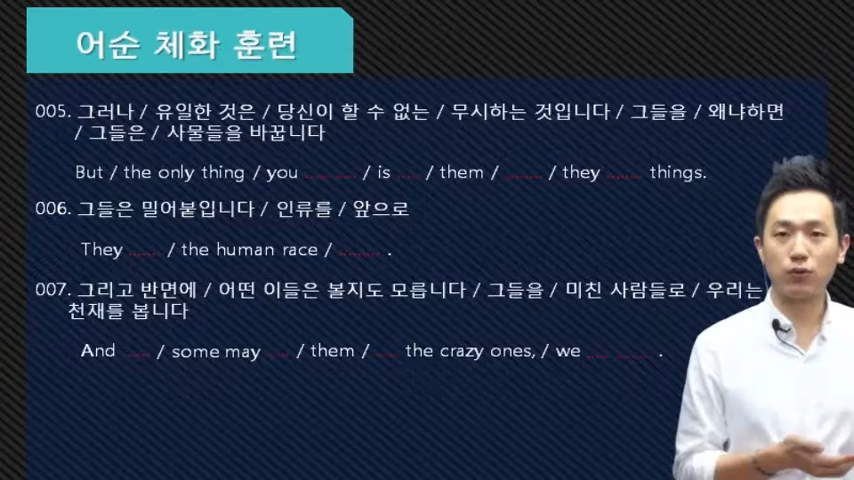 어순 체화 훈련
005. 그러나 / 유일한 것은 / 당신이 할 수 없는 / 무시하는 것입니다 / 그들을 / 왜냐하면
/ 그들은 / 사물들을 바꿉니다
But / the only thing / you ........ / is .... / them / ....... / they ....... things.
006. 그들은 밀어붙입니다 / 인류를 / 앞으로
They ...... / the human race / ........ .
007. 그리고 반면에 / 어떤 이들은 볼지도 모릅니다 / 그들을 / 미친 사람들로 / 우리는
천재를 봅니다
And ..... / some may .... / them / .... the crazy ones, / we .... ....... .